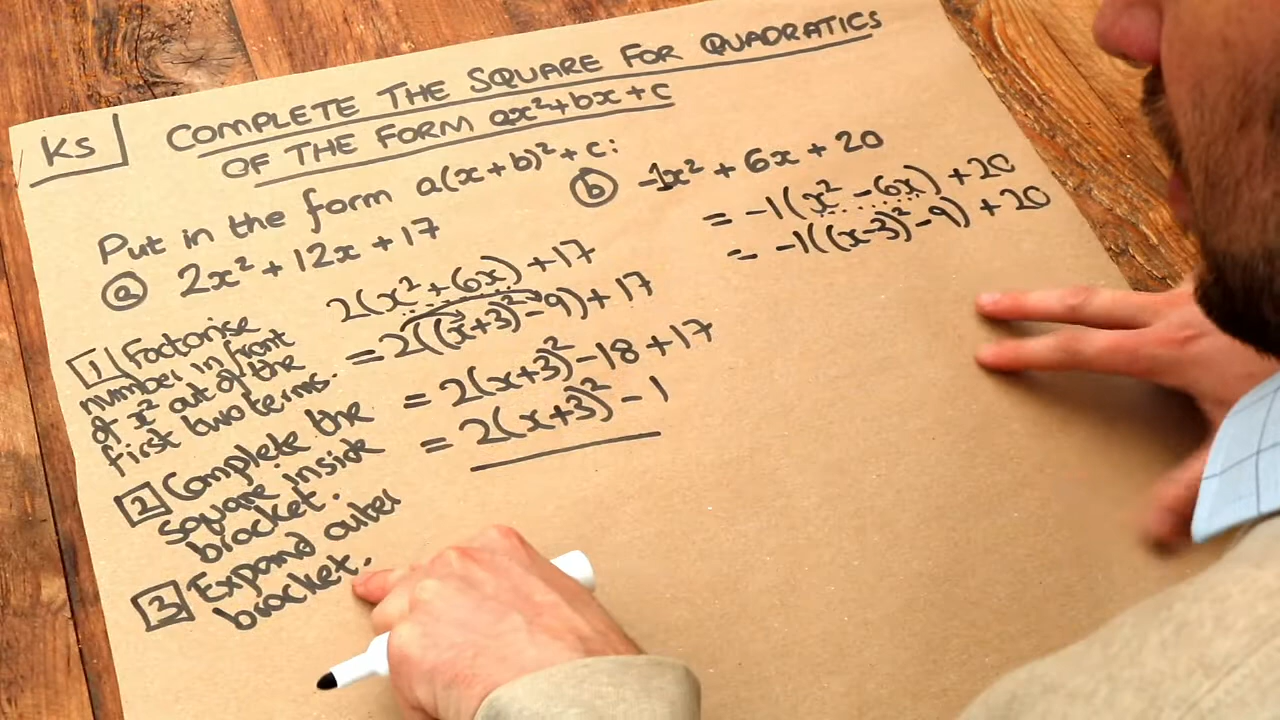 KS
COMPLETE THE SQUARE FOR QUADRATICS
OF THE FORM ax²+bx+c
Put in the form a(x+b)²+c:
ⓐ 2x²+12x+17
2(x²+6x)+17
=2((x+3)²-9)+17
=2(x+3)²-18+17
=2(x+3)²-1
1 Factorise
number in front
of x² out of the
first two terms.
2 Complete the
square inside
bracket.
3 Expand outer
bracket.
ⓑ -1x²+6x+20
=-1(x²-6x)+20
=-1((x-3)²-9)+20